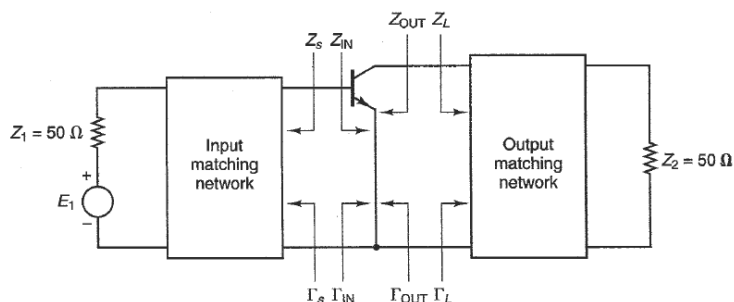 Z_s Z_IN Z_OUT Z_L
Z_1 = 50 Ω
Input
matching
network
Output
matching
network
Z_2 = 50 Ω
+
E_1
−
Γ_s Γ_IN Γ_OUT Γ_L